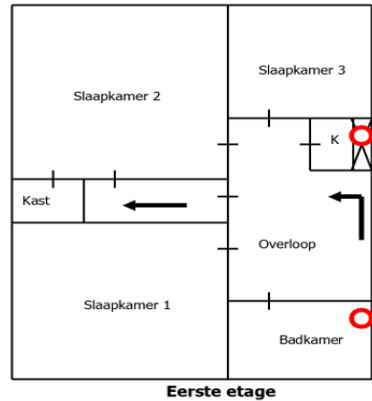 Slaapkamer 3
Slaapkamer 2
K
Kast
Overloop
Slaapkamer 1
Badkamer
Eerste etage